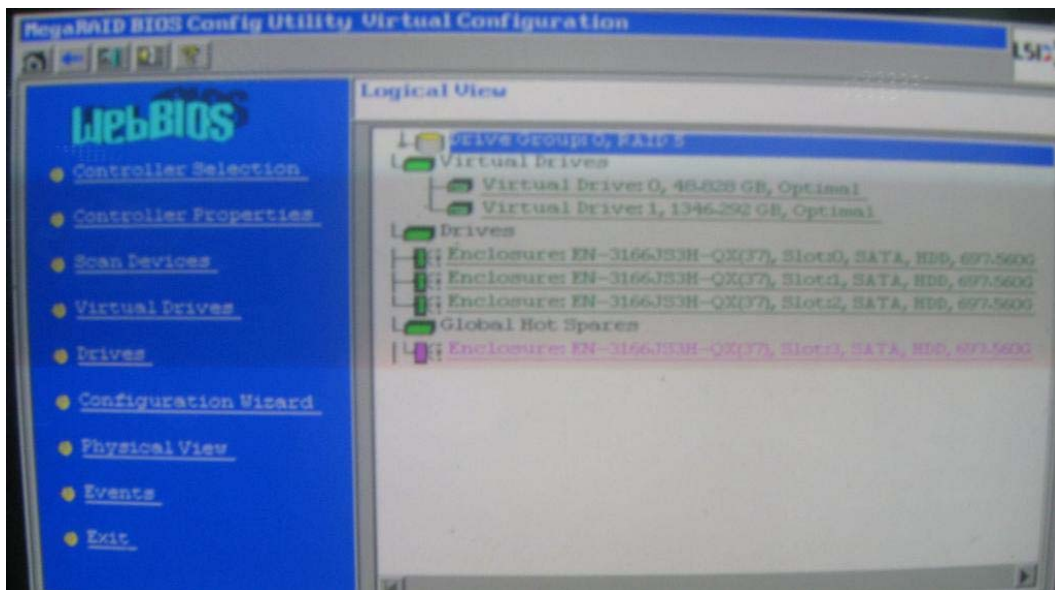 MegaRAID BIOS Config Utility Virtual Configuration
LSI
WebBIOS
Logical View
Controller Selection
Controller Properties
Scan Devices
Virtual Drives
Drives
Configuration Wizard
Physical View
Events
Exit
Drive Group: 0, RAID 5
Virtual Drives
Virtual Drive: 0, 48.828 GB, Optimal
Virtual Drive: 1, 1346.292 GB, Optimal
Drives
Enclosure: EN-3166JS3H-QX(37), Slot:0, SATA, HDD, 697.560G
Enclosure: EN-3166JS3H-QX(37), Slot:1, SATA, HDD, 697.560G
Enclosure: EN-3166JS3H-QX(37), Slot:2, SATA, HDD, 697.560G
Global Hot Spares
Enclosure: EN-3166JS3H-QX(37), Slot:3, SATA, HDD, 697.560G